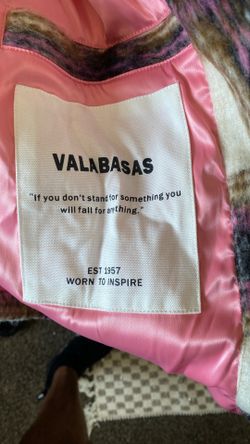 VALABASAS
"If you don't stand for something you
will fall for anything."
EST 1957
WORN TO INSPIRE